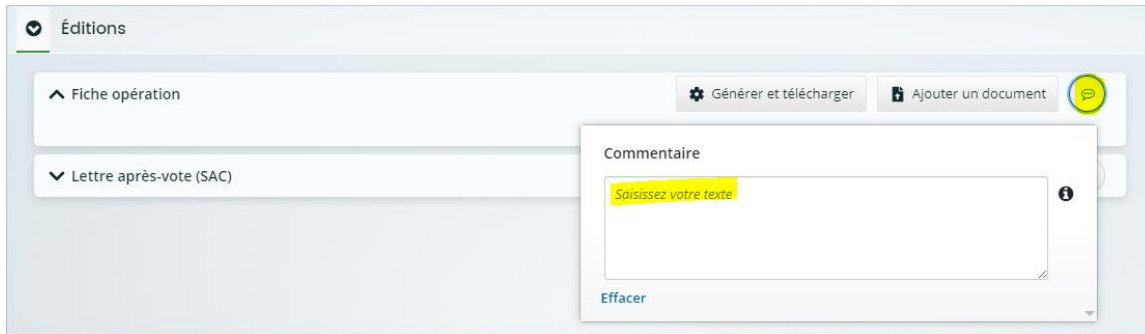 Éditions
Fiche opération
Générer et télécharger
Ajouter un document
Commentaire
Lettre après-vote (SAC)
Saisissez votre texte
Effacer